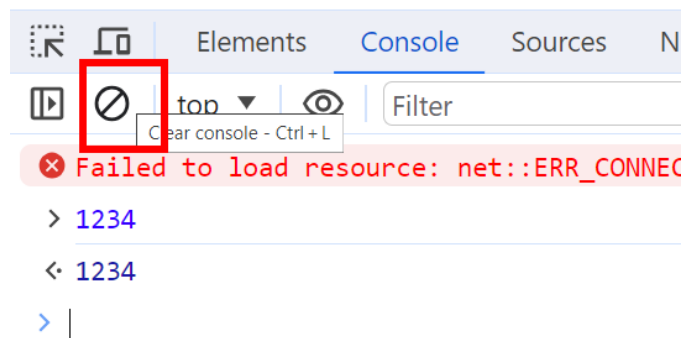 Elements Console Sources N
top Filter
Clear console - Ctrl + L
Failed to load resource: net::ERR_CONNEC
> 1234
1234
>